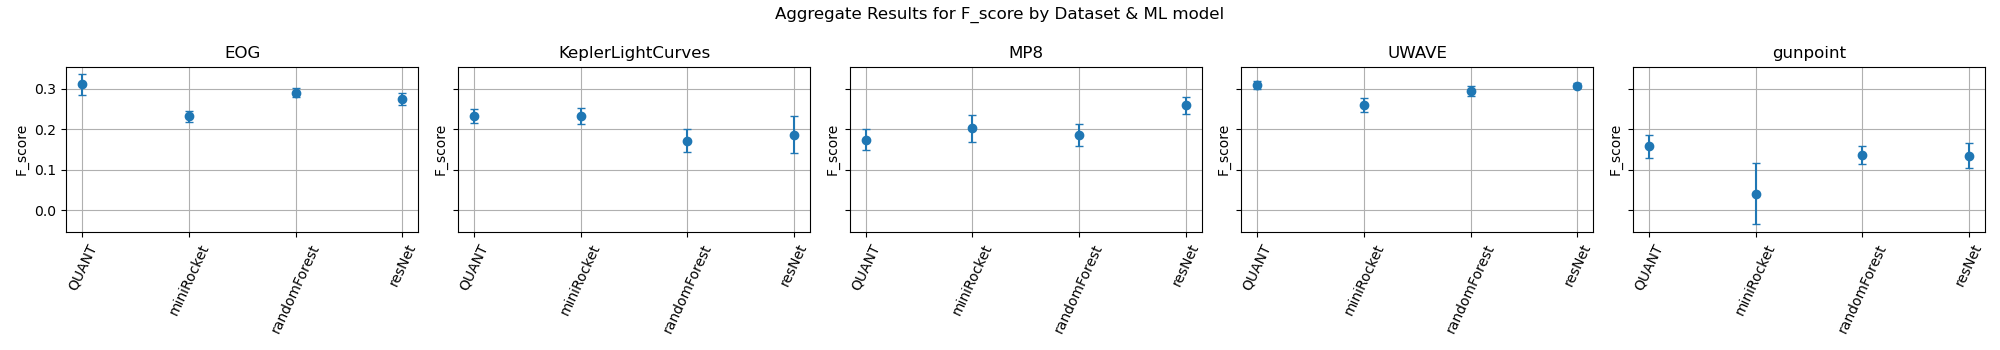 Aggregate Results for F_score by Dataset & ML model
EOG
KeplerLightCurves
MP8
UWAVE
gunpoint
F_score
0.3
0.2
0.1
0.0
QUANT
miniRocket
randomForest
resNet
F_score
QUANT
miniRocket
randomForest
resNet
F_score
QUANT
miniRocket
randomForest
resNet
F_score
QUANT
miniRocket
randomForest
resNet
F_score
QUANT
miniRocket
randomForest
resNet